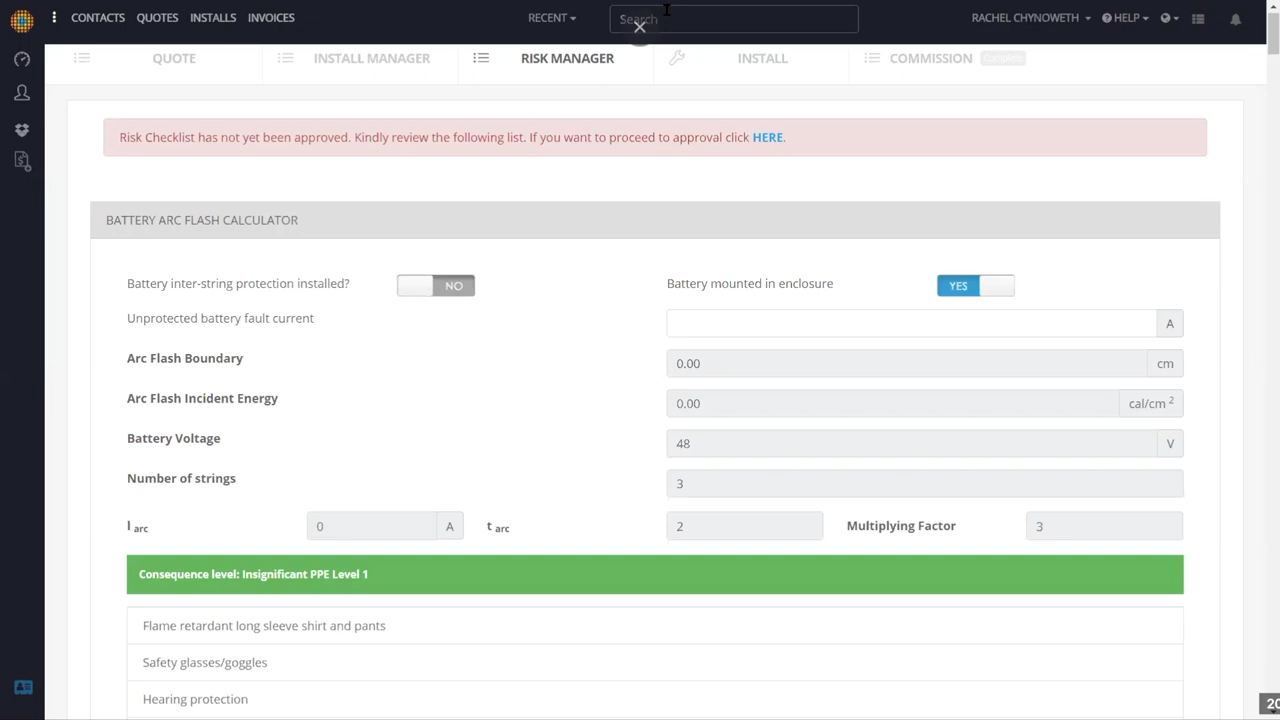 CONTACTS QUOTES INSTALLS INVOICES RECENT Search RACHEL CHYNOWETH HELP
QUOTE INSTALL MANAGER RISK MANAGER INSTALL COMMISSION
Risk Checklist has not yet been approved. Kindly review the following list. If you want to proceed to approval click HERE.
BATTERY ARC FLASH CALCULATOR
Battery inter-string protection installed? NO Battery mounted in enclosure YES
Unprotected battery fault current A
Arc Flash Boundary 0.00 cm
Arc Flash Incident Energy 0.00 cal/cm 2
Battery Voltage 48 V
Number of strings 3
I arc 0 A t arc 2 Multiplying Factor 3
Consequence level: Insignificant PPE Level 1
Flame retardant long sleeve shirt and pants
Safety glasses/goggles
Hearing protection
20